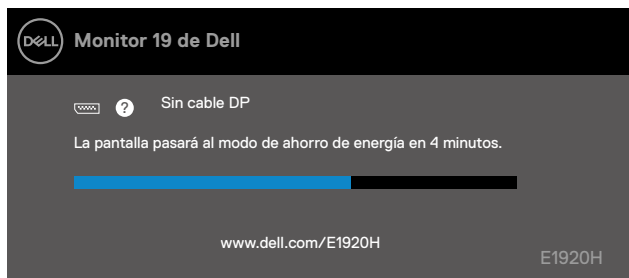 DELL Monitor 19 de Dell
? Sin cable DP
La pantalla pasará al modo de ahorro de energía en 4 minutos.
www.dell.com/E1920H
E1920H